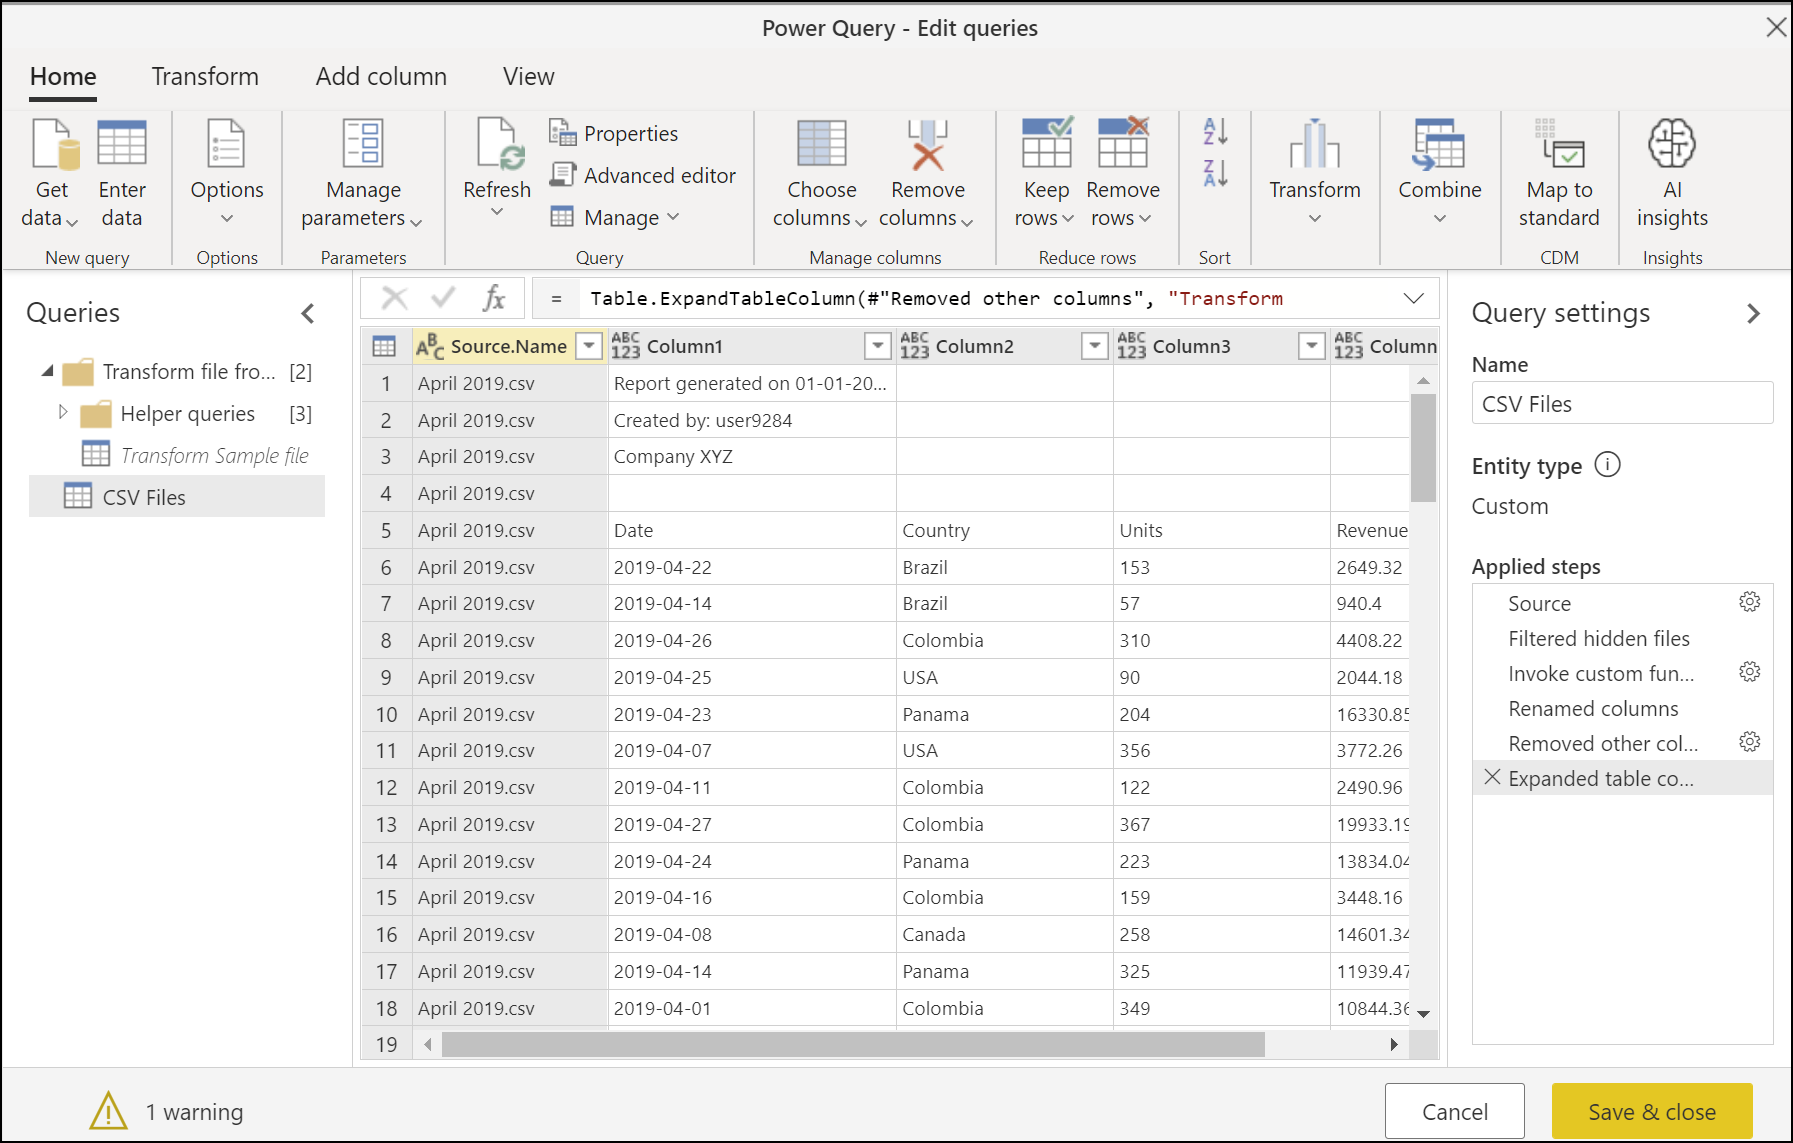 Power Query - Edit queries
Home Transform Add column View
Get data Enter data Options Manage parameters Refresh Properties Advanced editor Manage Choose columns Remove columns Keep rows Remove rows Transform Combine Map to standard AI insights
New query Options Parameters Query Manage columns Reduce rows Sort CDM Insights
Queries
Transform file fro... [2]
Helper queries [3]
Transform Sample file
CSV Files
fx = Table.ExpandTableColumn(#"Removed other columns", "Transform
ABC Source.Name ABC 123 Column1 ABC 123 Column2 ABC 123 Column3 ABC 123 Column
1 April 2019.csv Report generated on 01-01-20...
2 April 2019.csv Created by: user9284
3 April 2019.csv Company XYZ
4 April 2019.csv
5 April 2019.csv Date Country Units Revenue
6 April 2019.csv 2019-04-22 Brazil 153 2649.32
7 April 2019.csv 2019-04-14 Brazil 57 940.4
8 April 2019.csv 2019-04-26 Colombia 310 4408.22
9 April 2019.csv 2019-04-25 USA 90 2044.18
10 April 2019.csv 2019-04-23 Panama 204 16330.85
11 April 2019.csv 2019-04-07 USA 356 3772.26
12 April 2019.csv 2019-04-11 Colombia 122 2490.96
13 April 2019.csv 2019-04-27 Colombia 367 19933.19
14 April 2019.csv 2019-04-24 Panama 223 13834.04
15 April 2019.csv 2019-04-16 Colombia 159 3448.16
16 April 2019.csv 2019-04-08 Canada 258 14601.34
17 April 2019.csv 2019-04-14 Panama 325 11939.47
18 April 2019.csv 2019-04-01 Colombia 349 10844.36
19
Query settings
Name
CSV Files
Entity type
Custom
Applied steps
Source
Filtered hidden files
Invoke custom fun...
Renamed columns
Removed other col...
Expanded table co...
1 warning
Cancel Save & close